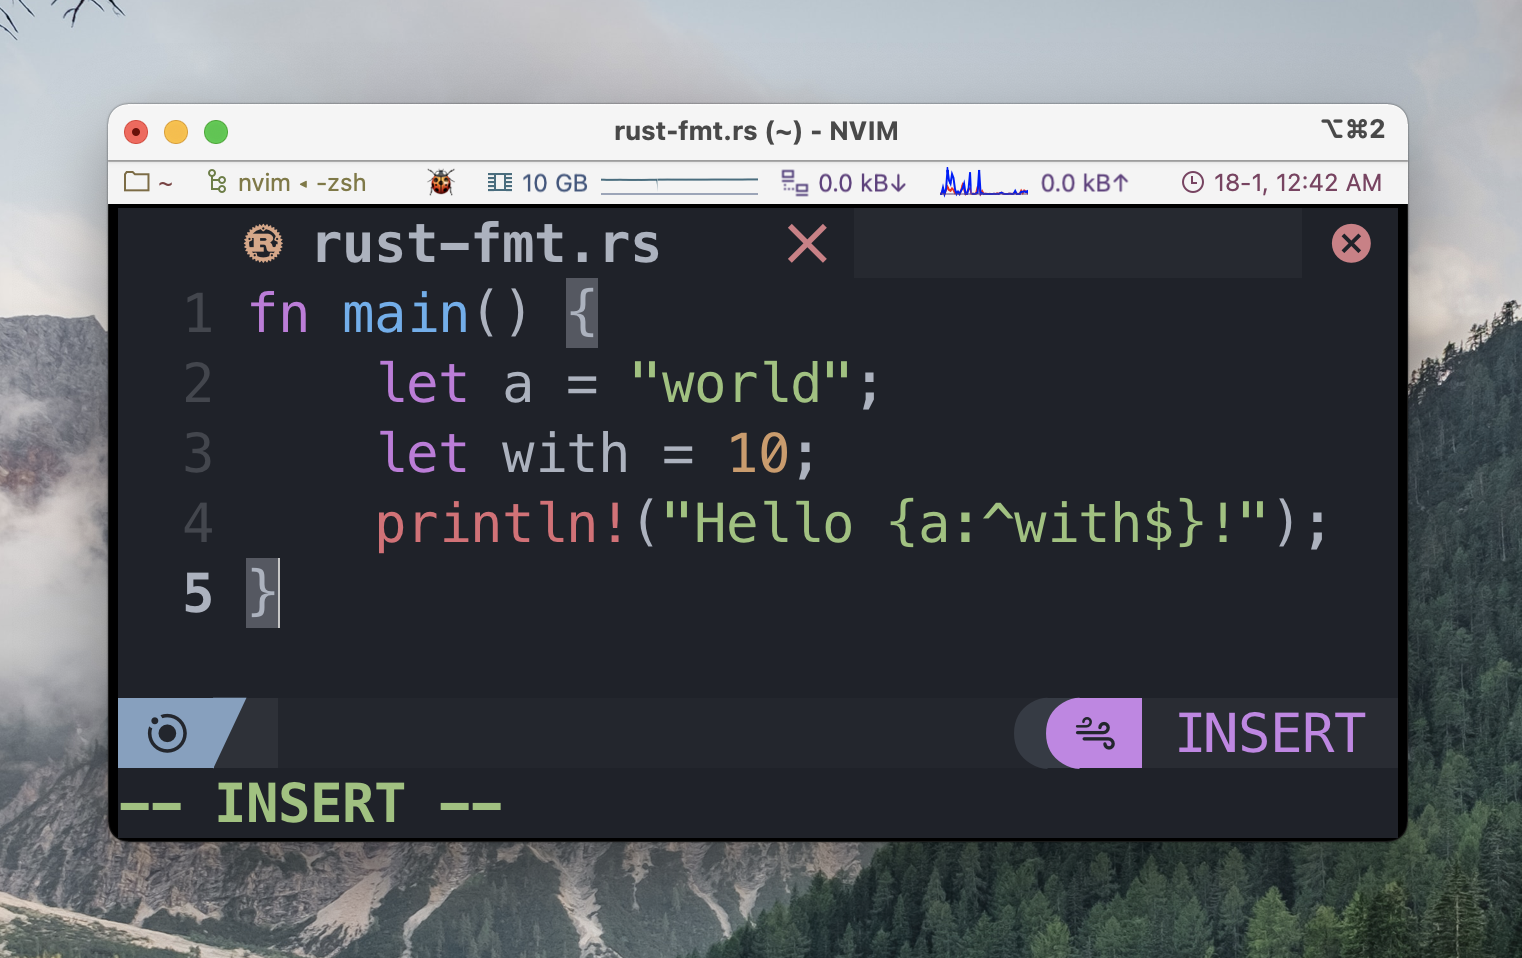 rust-fmt.rs (~) - NVIM ⌥⌘2
~ nvim ◂ -zsh 10 GB 0.0 kB↓ 0.0 kB↑ 18-1, 12:42 AM
rust-fmt.rs
1 fn main() {
2     let a = "world";
3     let with = 10;
4     println!("Hello {a:^with$}!");
5 }
INSERT
-- INSERT --